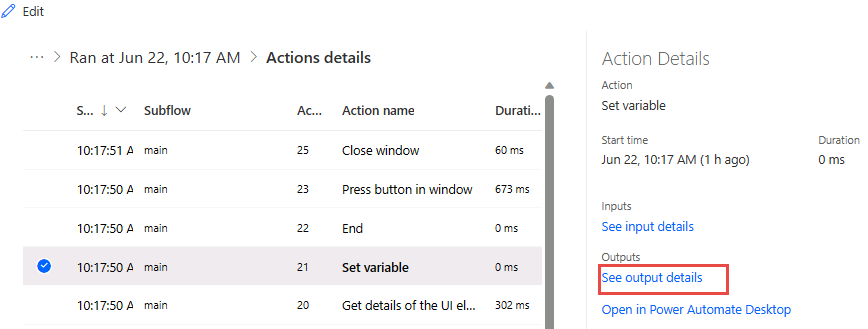 Edit
··· > Ran at Jun 22, 10:17 AM > Actions details
S... ↓ Subflow Ac... Action name Durati...
10:17:51 A main 25 Close window 60 ms
10:17:50 A main 23 Press button in window 673 ms
10:17:50 A main 22 End 0 ms
10:17:50 A main 21 Set variable 0 ms
10:17:50 A main 20 Get details of the UI el... 302 ms
Action Details
Action
Set variable
Start time Duration
Jun 22, 10:17 AM (1 h ago) 0 ms
Inputs
See input details
Outputs
See output details
Open in Power Automate Desktop